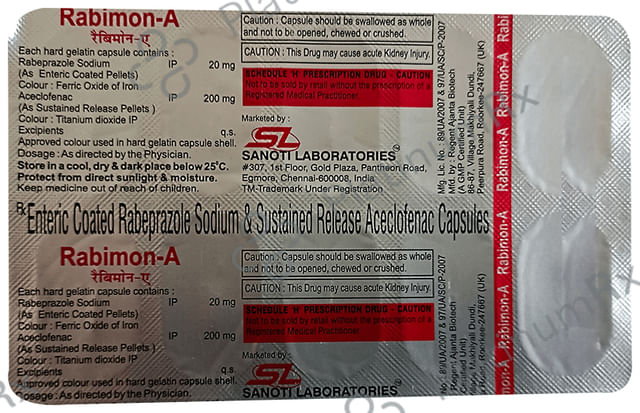 Rabimon-A
रैबिमोन-ए
Each hard gelatin capsule contains :
Rabeprazole Sodium IP 20 mg
(As Enteric Coated Pellets)
Colour : Ferric Oxide of Iron
Aceclofenac IP 200 mg
(As Sustained Release Pellets)
Colour : Titanium dioxide IP
Excipients q.s.
Approved colour used in hard gelatin capsule shell.
Dosage : As directed by the Physician.
Store in a cool, dry & dark place below 25°C.
Protect from direct sunlight & moisture.
Keep medicine out of reach of children.
Caution : Capsule should be swallowed as whole
and not to be opened, chewed or crushed.
CAUTION : This Drug may cause acute Kidney Injury.
SCHEDULE 'H' PRESCRIPTION DRUG - CAUTION
Not to be sold by retail without the prescription of a
Registered Medical Practitioner.
Marketed by :
SL
SANOTI LABORATORIES™
#307, 1st Floor, Gold Plaza, Pantheon Road,
Egmore, Chennai-600008, India.
TM-Trademark Under Registration
Mfg. Lic No : 89/UA/2007 & 97/UA/SC/P-2007
Mfd. by : Regent Ajanta Biotech
(A GMP Certified Unit)
86-87, Village Makhiyali Dundi,
Peerpura Road, Roorkee-247667 (UK)
Rabimon-A Rabimon-A Rabimon-A Rabimon-A
Rx Enteric Coated Rabeprazole Sodium & Sustained Release Aceclofenac Capsules
Rabimon-A
रैबिमोन-ए
Each hard gelatin capsule contains :
Rabeprazole Sodium IP 20 mg
(As Enteric Coated Pellets)
Colour : Ferric Oxide of Iron
Aceclofenac IP 200 mg
(As Sustained Release Pellets)
Colour : Titanium dioxide IP
Excipients q.s.
Approved colour used in hard gelatin capsule shell.
Dosage : As directed by the Physician.
Caution : Capsule should be swallowed as whole
and not to be opened, chewed or crushed.
CAUTION : This Drug may cause acute Kidney Injury.
SCHEDULE 'H' PRESCRIPTION DRUG - CAUTION
Not to be sold by retail without the prescription of a
Registered Medical Practitioner.
Marketed by :
SL
SANOTI LABORATORIES™
No : 89/UA/2007 & 97/UA/SC/P-2007
Regent Ajanta Biotech
Certified Unit)
Village Makhiyali Dundi,
Road, Roorkee-247667 (UK)